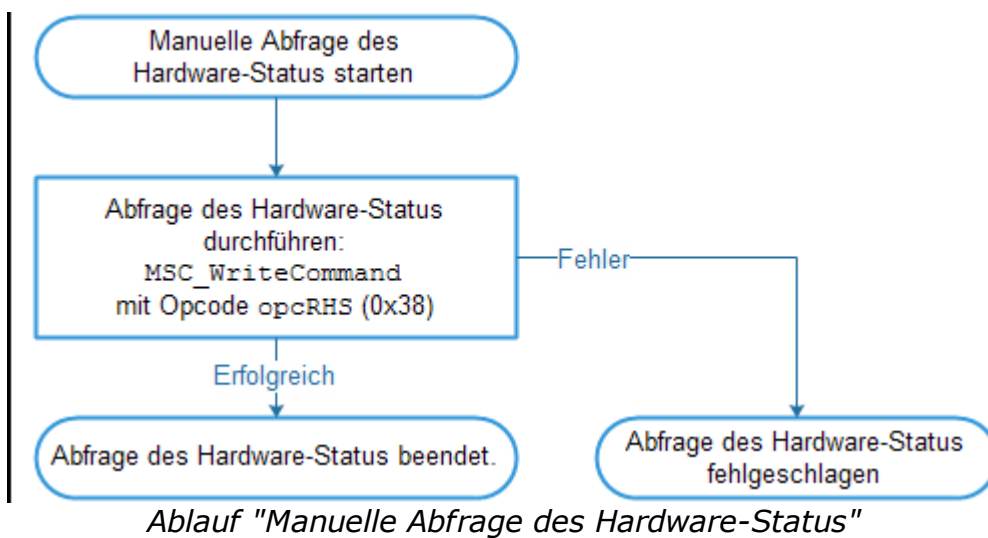 Manuelle Abfrage des
Hardware-Status starten
Abfrage des Hardware-Status
durchführen:
MSC_WriteCommand
mit Opcode opcRHS (0x38)
Fehler
Erfolgreich
Abfrage des Hardware-Status beendet.
Abfrage des Hardware-Status
fehlgeschlagen
Ablauf "Manuelle Abfrage des Hardware-Status"